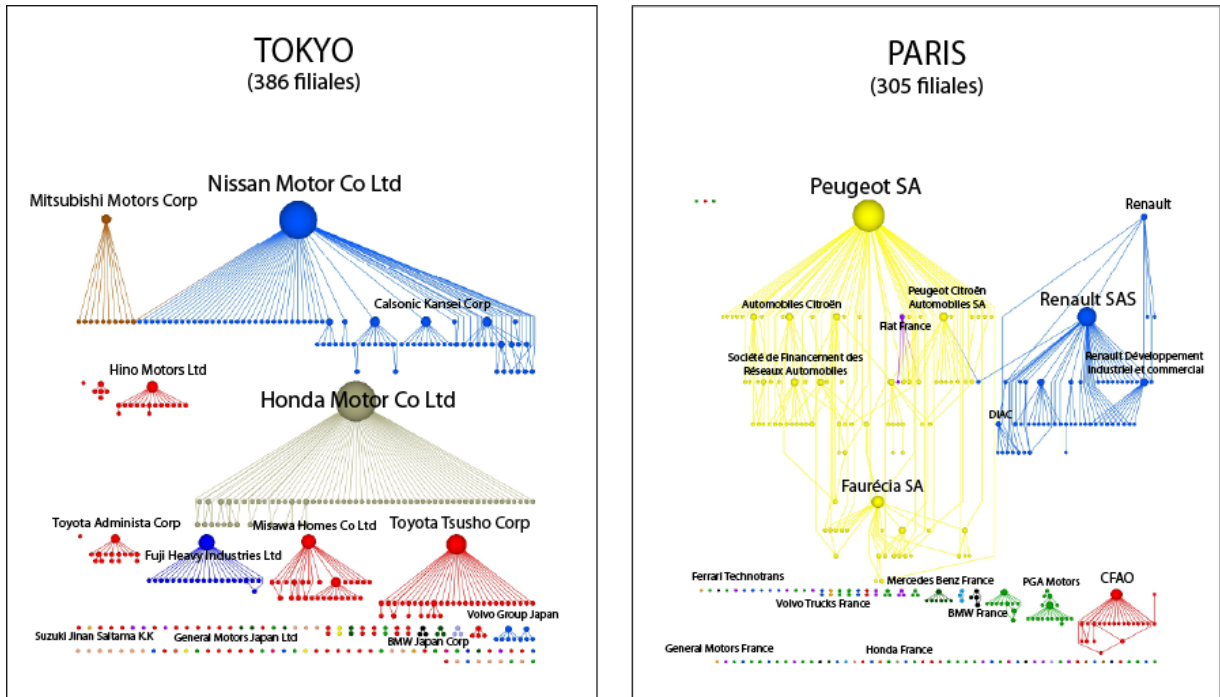 TOKYO
(386 filiales)
Nissan Motor Co Ltd
Mitsubishi Motors Corp
Calsonic Kansei Corp
Hino Motors Ltd
Honda Motor Co Ltd
Toyota Administa Corp
Misawa Homes Co Ltd
Toyota Tsusho Corp
Fuji Heavy Industries Ltd
Volvo Group Japan
Suzuki Jinan Saitama K.K
General Motors Japan Ltd
BMW Japan Corp
PARIS
(305 filiales)
Peugeot SA
Renault
Automobiles Citroën
Peugeot Citroën
Automobiles SA
Fiat France
Renault SAS
Société de Financement des
Réseaux Automobiles
Renault Développement
industriel et commercial
DIAC
Faurécia SA
Ferrari Technotrans
Mercedes Benz France
PGA Motors
CFAO
Volvo Trucks France
BMW France
General Motors France
Honda France